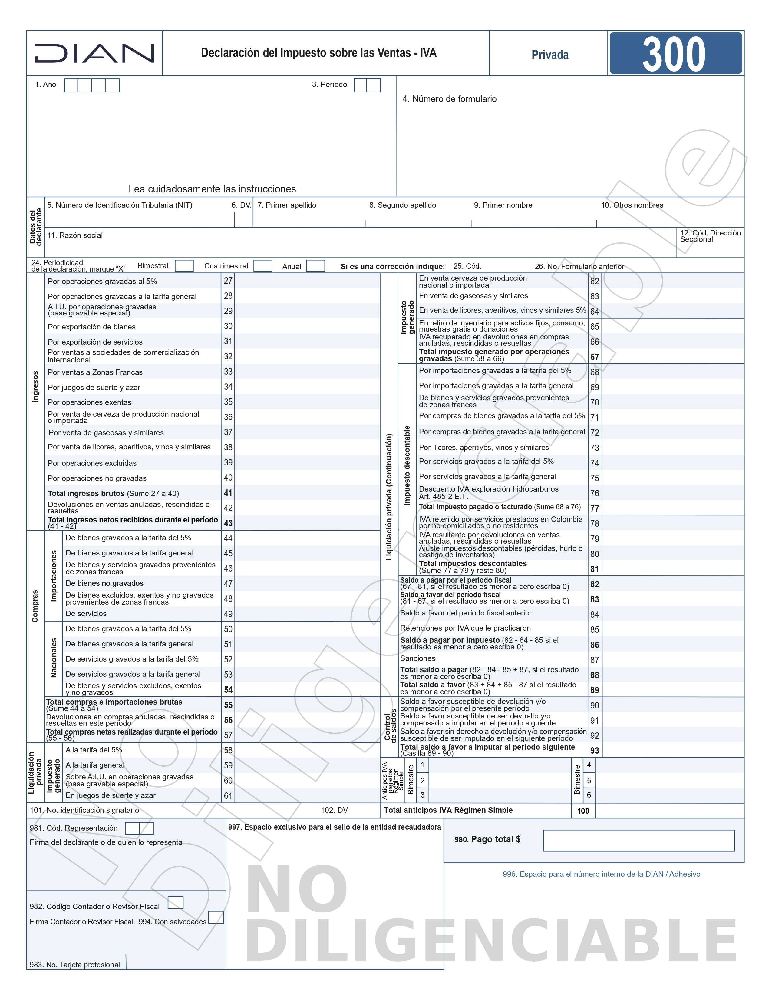 DIAN
Declaración del Impuesto sobre las Ventas - IVA
Privada
300
1. Año
3. Período
4. Número de formulario
Lea cuidadosamente las instrucciones
Datos del
declarante
5. Número de Identificación Tributaria (NIT)
6. DV.
7. Primer apellido
8. Segundo apellido
9. Primer nombre
10. Otros nombres
11. Razón social
12. Cód. Dirección
Seccional
24. Periodicidad
de la declaración, marque “X”
Bimestral
Cuatrimestral
Anual
Si es una corrección indique:
25. Cód.
26. No. Formulario anterior
Ingresos
Por operaciones gravadas al 5% 27
Por operaciones gravadas a la tarifa general 28
A.I.U. por operaciones gravadas
(base gravable especial) 29
Por exportación de bienes 30
Por exportación de servicios 31
Por ventas a sociedades de comercialización
internacional 32
Por ventas a Zonas Francas 33
Por juegos de suerte y azar 34
Por operaciones exentas 35
Por venta de cerveza de producción nacional
o importada 36
Por venta de gaseosas y similares 37
Por venta de licores, aperitivos, vinos y similares 38
Por operaciones excluidas 39
Por operaciones no gravadas 40
Total ingresos brutos (Sume 27 a 40) 41
Devoluciones en ventas anuladas, rescindidas o
resueltas 42
Total ingresos netos recibidos durante el período
(41 - 42) 43
Compras
Importaciones
De bienes gravados a la tarifa del 5% 44
De bienes gravados a la tarifa general 45
De bienes y servicios gravados provenientes
de zonas francas 46
De bienes no gravados 47
De bienes excluidos, exentos y no gravados
provenientes de zonas francas 48
De servicios 49
Nacionales
De bienes gravados a la tarifa del 5% 50
De bienes gravados a la tarifa general 51
De servicios gravados a la tarifa del 5% 52
De servicios gravados a la tarifa general 53
De bienes y servicios excluidos, exentos
y no gravados 54
Total compras e importaciones brutas
(Sume 44 a 54) 55
Devoluciones en compras anuladas, rescindidas o
resueltas en este período 56
Total compras netas realizadas durante el período
(55 - 56) 57
Liquidación
privada
Impuesto
generado
A la tarifa del 5% 58
A la tarifa general 59
Sobre A.I.U. en operaciones gravadas
(base gravable especial) 60
En juegos de suerte y azar 61
Liquidación privada (Continuación)
Impuesto
generado
En venta cerveza de producción
nacional o importada 62
En venta de gaseosas y similares 63
En venta de licores, aperitivos, vinos y similares 5% 64
En retiro de inventario para activos fijos, consumo,
muestras gratis o donaciones 65
IVA recuperado en devoluciones en compras
anuladas, rescindidas o resueltas 66
Total impuesto generado por operaciones
gravadas (Sume 58 a 66) 67
Impuesto descontable
Por importaciones gravadas a la tarifa del 5% 68
Por importaciones gravadas a la tarifa general 69
De bienes y servicios gravados provenientes
de zonas francas 70
Por compras de bienes gravados a la tarifa del 5% 71
Por compras de bienes gravados a la tarifa general 72
Por licores, aperitivos, vinos y similares 73
Por servicios gravados a la tarifa del 5% 74
Por servicios gravados a la tarifa general 75
Descuento IVA exploración hidrocarburos
Art. 485-2 E.T. 76
Total impuesto pagado o facturado (Sume 68 a 76) 77
IVA retenido por servicios prestados en Colombia
por no domiciliados o no residentes 78
IVA resultante por devoluciones en ventas
anuladas, rescindidas o resueltas 79
Ajuste impuestos descontables (pérdidas, hurto o
castigo de inventarios) 80
Total impuestos descontables
(Sume 77 a 79 y reste 80) 81
Saldo a pagar por el período fiscal
(67 - 81, si el resultado es menor a cero escriba 0) 82
Saldo a favor del período fiscal
(81 - 67, si el resultado es menor a cero escriba 0) 83
Saldo a favor del período fiscal anterior 84
Retenciones por IVA que le practicaron 85
Saldo a pagar por impuesto (82 - 84 - 85 si el
resultado es menor a cero escriba 0) 86
Sanciones 87
Total saldo a pagar (82 - 84 - 85 + 87, si el resultado
es menor a cero escriba 0) 88
Total saldo a favor (83 + 84 + 85 - 87 si el resultado
es menor a cero escriba 0) 89
Control
de saldos
Saldo a favor susceptible de devolución y/o
compensación por el presente período 90
Saldo a favor susceptible de ser devuelto y/o
compensado a imputar en el período siguiente 91
Saldo a favor sin derecho a devolución y/o compensación
susceptible de ser imputado en el siguiente período 92
Total saldo a favor a imputar al periodo siguiente
(Casilla 89 - 90) 93
Anticipos IVA
pagados
Régimen
Simple
Bimestre
1
2
3
Bimestre
4
5
6
101. No. identificación signatario
102. DV
Total anticipos IVA Régimen Simple 100
981. Cód. Representación
Firma del declarante o de quien lo representa
997. Espacio exclusivo para el sello de la entidad recaudadora
980. Pago total $
996. Espacio para el número interno de la DIAN / Adhesivo
982. Código Contador o Revisor Fiscal
Firma Contador o Revisor Fiscal. 994. Con salvedades
983. No. Tarjeta profesional
NO
DILIGENCIABLE
No
Diligenciable